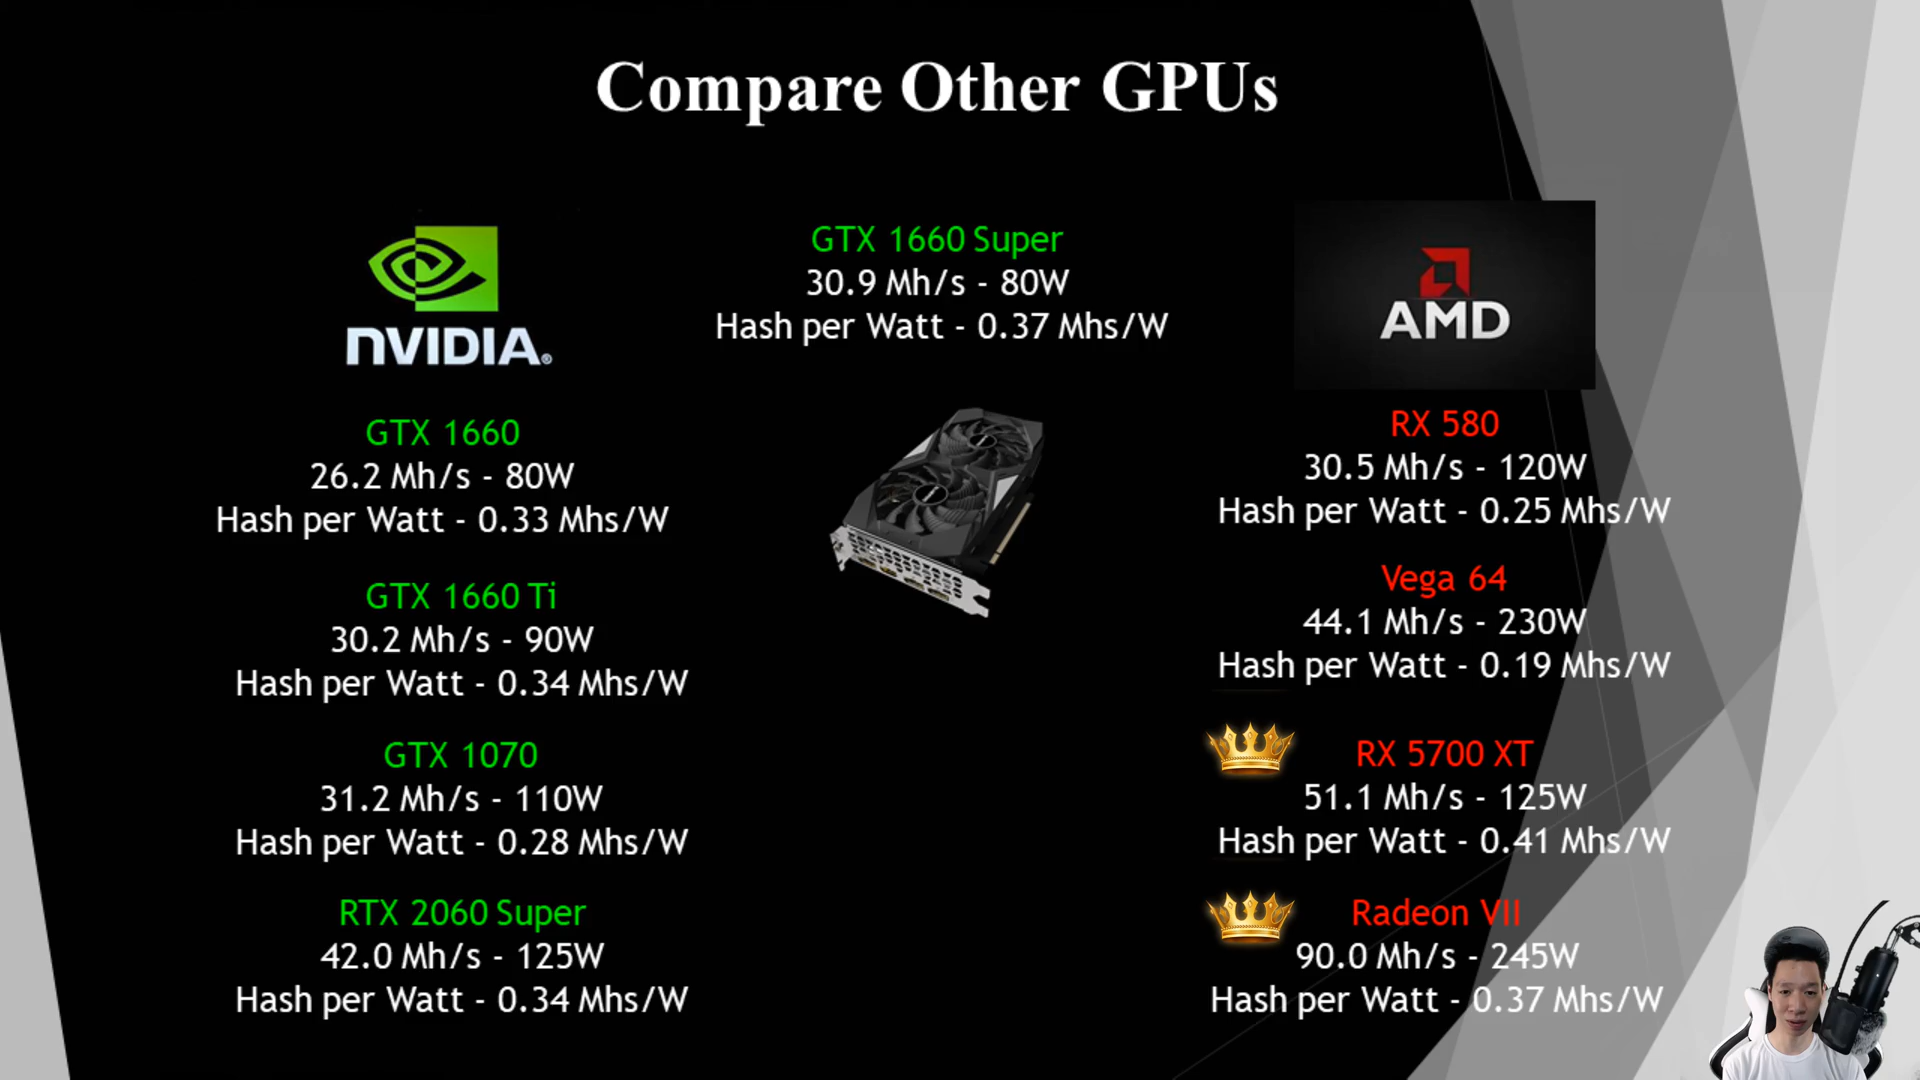 Compare Other GPUs
NVIDIA®
GTX 1660 Super
30.9 Mh/s - 80W
Hash per Watt - 0.37 Mhs/W
AMD
GTX 1660
26.2 Mh/s - 80W
Hash per Watt - 0.33 Mhs/W
GTX 1660 Ti
30.2 Mh/s - 90W
Hash per Watt - 0.34 Mhs/W
GTX 1070
31.2 Mh/s - 110W
Hash per Watt - 0.28 Mhs/W
RTX 2060 Super
42.0 Mh/s - 125W
Hash per Watt - 0.34 Mhs/W
RX 580
30.5 Mh/s - 120W
Hash per Watt - 0.25 Mhs/W
Vega 64
44.1 Mh/s - 230W
Hash per Watt - 0.19 Mhs/W
RX 5700 XT
51.1 Mh/s - 125W
Hash per Watt - 0.41 Mhs/W
Radeon VII
90.0 Mh/s - 245W
Hash per Watt - 0.37 Mhs/W